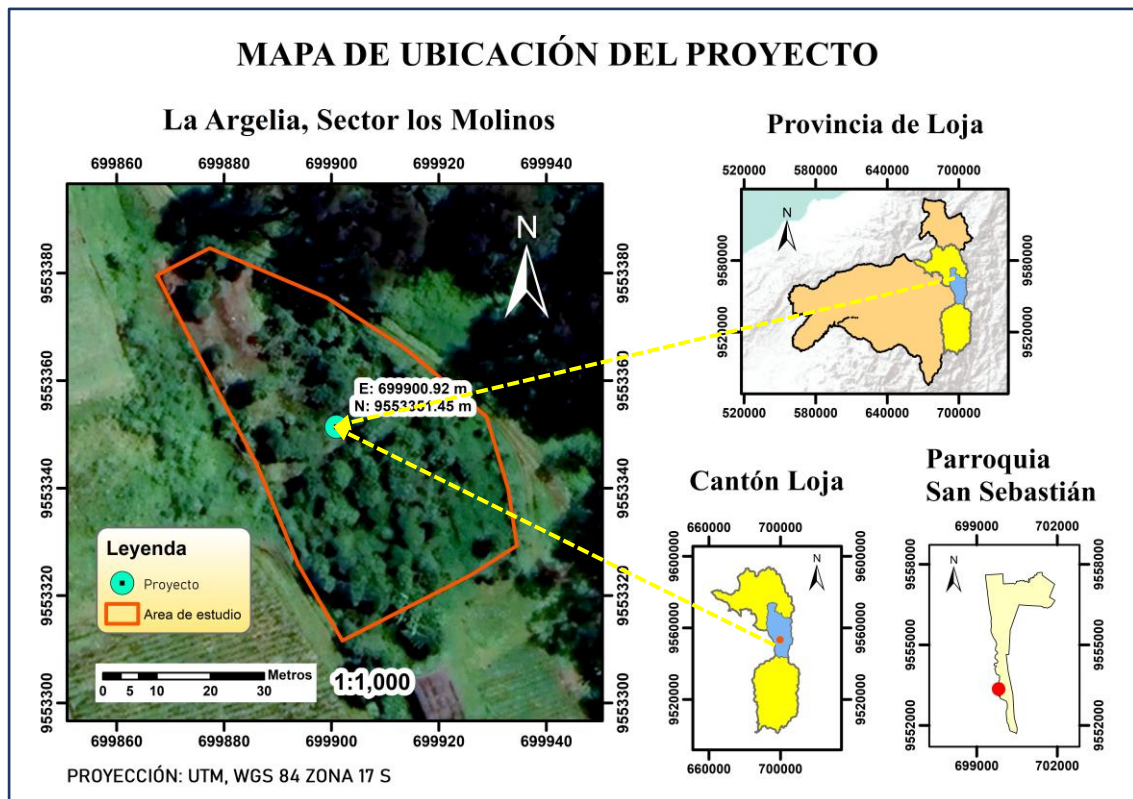 MAPA DE UBICACIÓN DEL PROYECTO
La Argelia, Sector los Molinos
699860 699880 699900 699920 699940
9553380 9553380
9553360 9553360
9553340 9553340
9553320 9553320
9553300 9553300
N
E: 699900.92 m
N: 9553351.45 m
Leyenda
Proyecto
Area de estudio
Metros
0 5 10 20 30
1:1,000
699860 699880 699900 699920 699940
PROYECCIÓN: UTM, WGS 84 ZONA 17 S
Provincia de Loja
520000 580000 640000 700000
N
9580000 9580000
9520000 9520000
520000 580000 640000 700000
Cantón Loja
660000 700000
N
9600000 9600000
9560000 9560000
9520000 9520000
660000 700000
Parroquia
San Sebastián
699000 702000
N
9558000 9558000
9555000 9555000
9552000 9552000
699000 702000